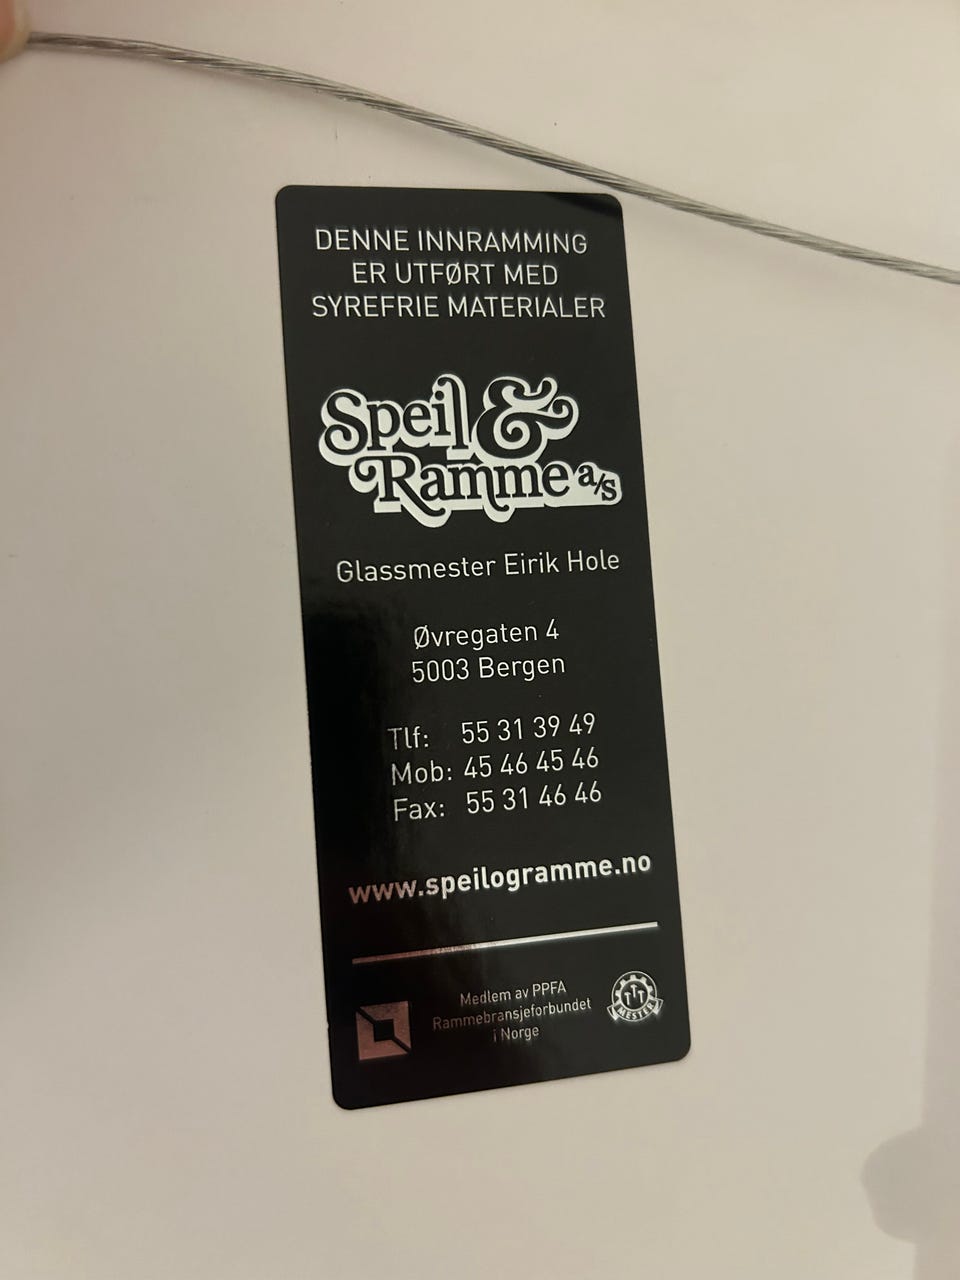 DENNE INNRAMMING
ER UTFØRT MED
SYREFRIE MATERIALER
Speil &
Ramme a/s
Glassmester Eirik Hole
Øvregaten 4
5003 Bergen
Tlf: 55 31 39 49
Mob: 45 46 45 46
Fax: 55 31 46 46
www.speilogramme.no
Medlem av PPFA
Rammebransjeforbundet
i Norge
MESTER